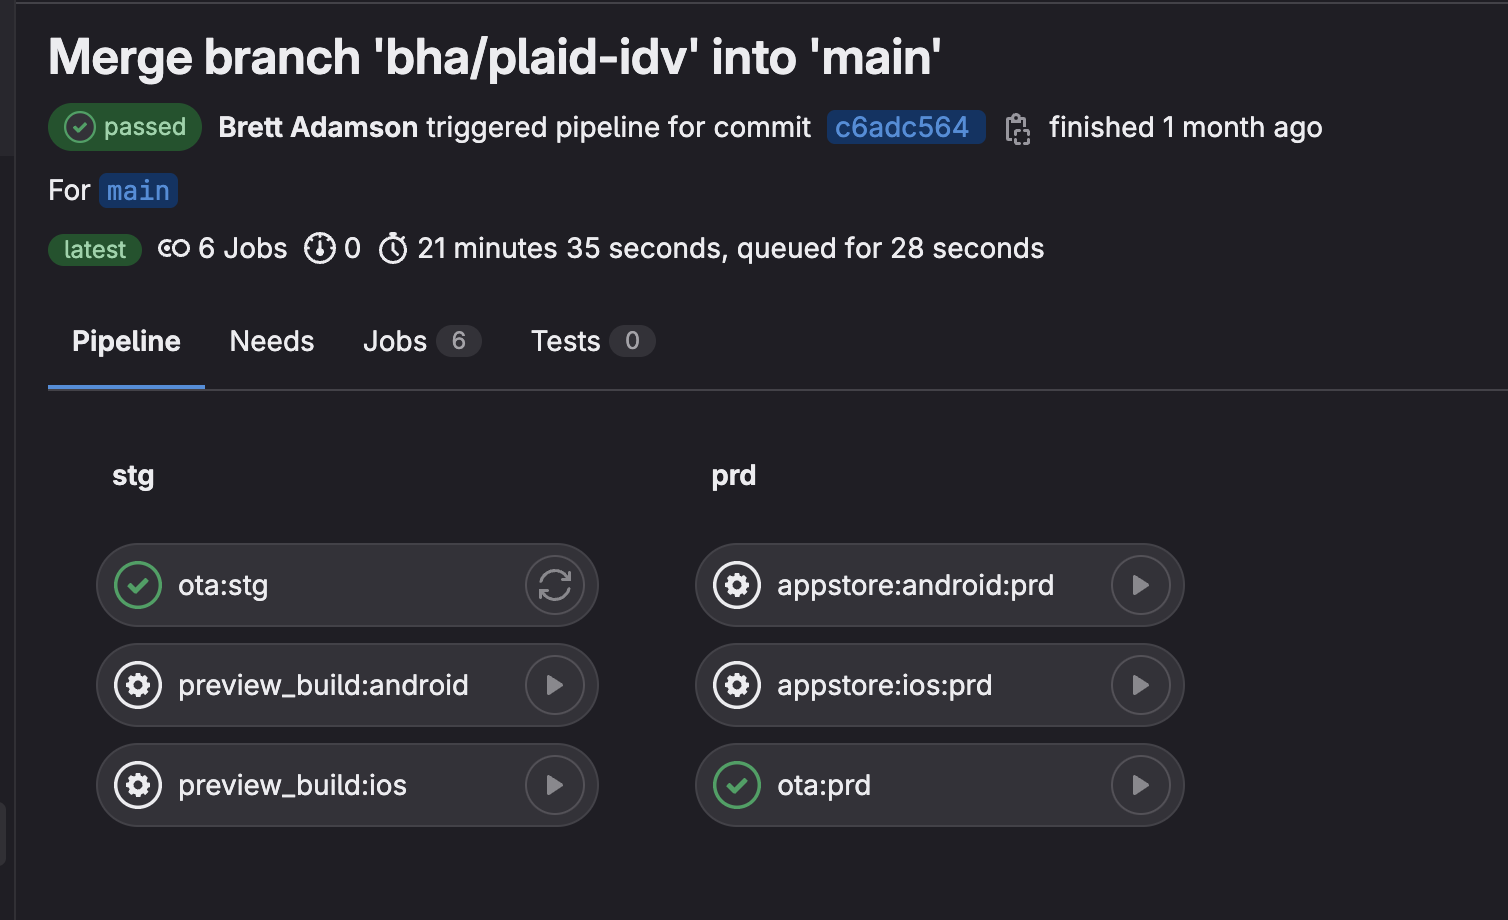 Merge branch 'bha/plaid-idv' into 'main'
passed Brett Adamson triggered pipeline for commit c6adc564 finished 1 month ago
For main
latest 6 Jobs 0 21 minutes 35 seconds, queued for 28 seconds
Pipeline Needs Jobs 6 Tests 0
stg
ota:stg
preview_build:android
preview_build:ios
prd
appstore:android:prd
appstore:ios:prd
ota:prd